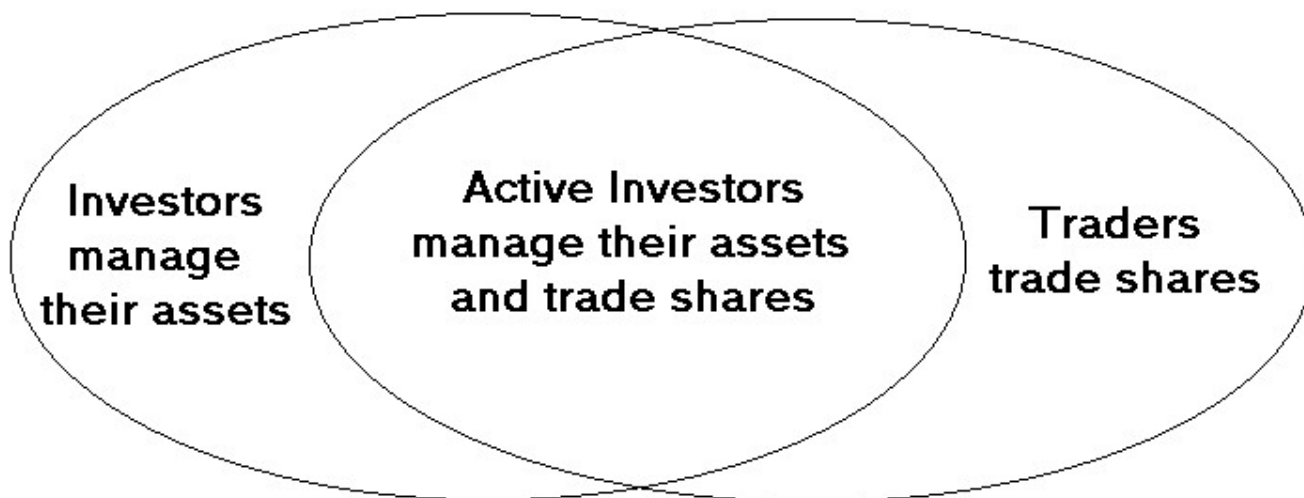 Investors
manage
their assets
Active Investors
manage their assets
and trade shares
Traders
trade shares